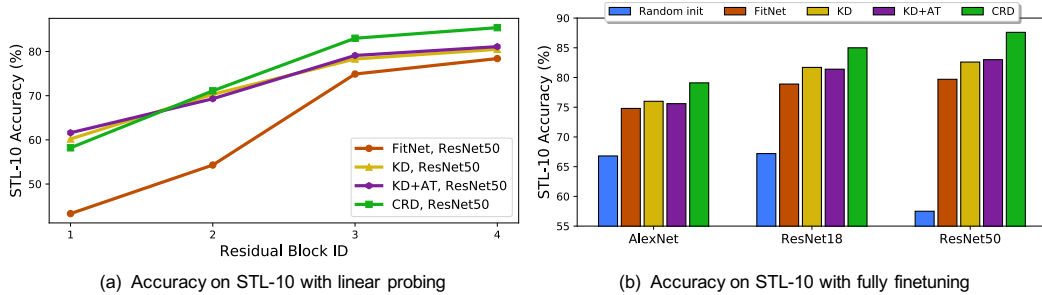 STL-10 Accuracy (%)
80
70
60
50
1
2
3
4
Residual Block ID
FitNet, ResNet50
KD, ResNet50
KD+AT, ResNet50
CRD, ResNet50
(a) Accuracy on STL-10 with linear probing
Random init FitNet KD KD+AT CRD
STL-10 Accuracy (%)
90
85
80
75
70
65
60
55
AlexNet
ResNet18
ResNet50
(b) Accuracy on STL-10 with fully finetuning